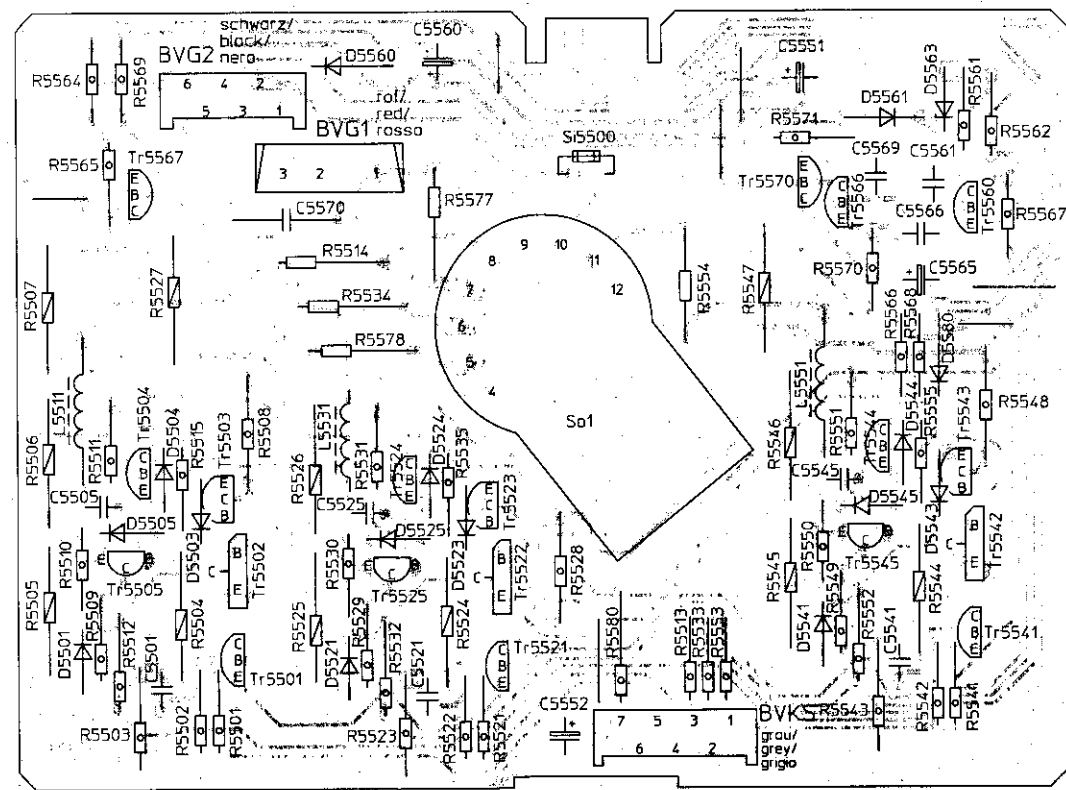 schwarz/
black/
nero
BVG2
C5560
D5560
C5551
D5563
R5561
R5564
R5569
6 4 2
5 3 1
rot/
red/
rosso
BVG1
D5561
R5571
R5562
Si5500
C5569
C5561
R5565
Tr5567
E
B
C
3 2 1
R5577
Tr5570
E
B
C
Tr5566
C
B
E
Tr5560
C
B
E
R5567
C5570
C5566
9 10
8 11
R5514
R5570
C5565
R5507
R5527
7 12
R5554
R5547
R5534
R5566
R5568
D5580
6
R5578
5
4
L5511
Tr5504
D5504
R5515
Tr5503
R5508
L5531
D5524
R5535
So1
L5551
D5544
R5555
Tr5543
R5548
R5506
R5511
C
B
E
E
C
B
R5526
R5531
Tr5524
C
B
E
E
C
B
Tr5523
R5546
R5551
Tr5544
C
B
E
E
C
B
C5505
D5505
C5525
D5525
C5545
D5545
R5510
E C B
Tr5505
D5503
B
C
E
Tr5502
R5530
E C B
Tr5525
D5523
B
C
E
Tr5522
R5528
R5550
E C B
Tr5545
D5543
B
C
E
Tr5542
R5505
R5509
R5504
R5525
R5529
R5524
R5545
R5549
R5544
D5501
R5512
C5501
C
B
E
Tr5501
D5521
R5532
C5521
C
B
E
Tr5521
R5580
R5513
R5533
R5553
D5541
R5552
C5541
C
B
E
Tr5541
R5503
R5502
R5501
R5523
R5522
R5521
C5552
7 5 3 1
6 4 2
BVKS
grau/
grey/
grigio
R5543
R5542
R5541